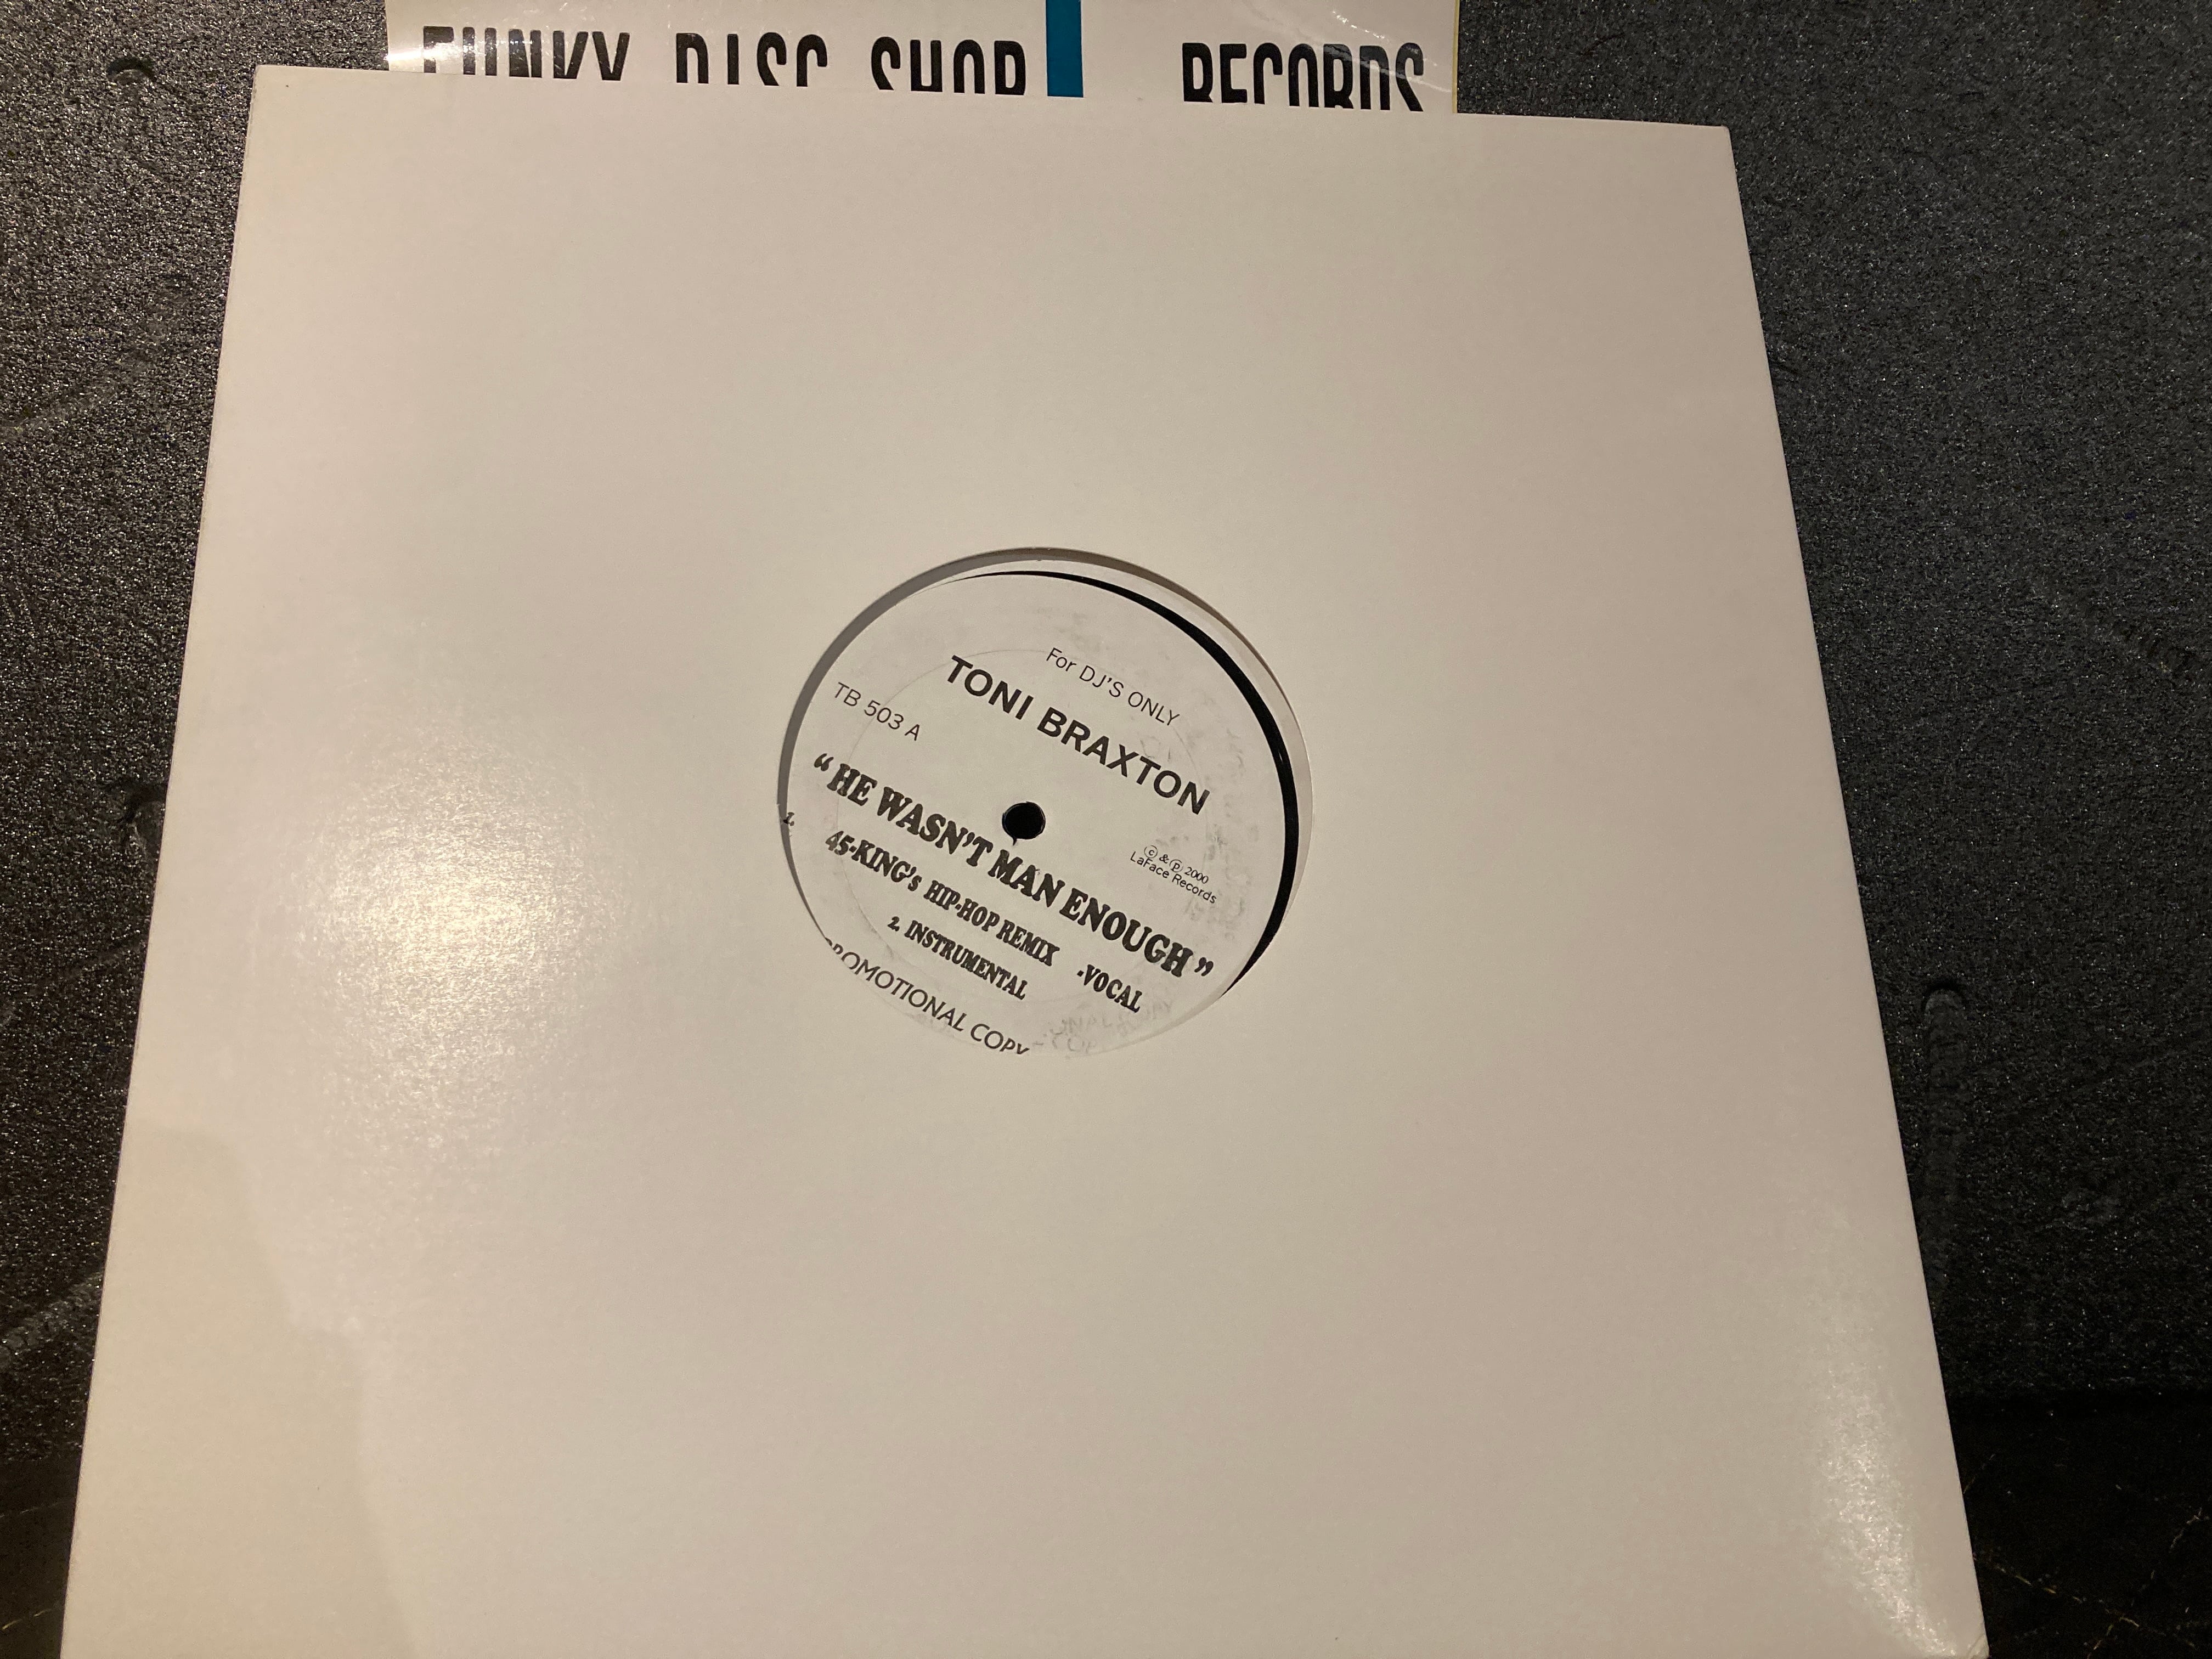 FUNKY DISC SHOP RECORDS
For DJ'S ONLY
TONI BRAXTON
TB 503 A
© & ℗ 2000
LaFace Records
“HE WASN'T MAN ENOUGH”
1. 45-KING's HIP-HOP REMIX .VOCAL
2. INSTRUMENTAL
PROMOTIONAL COPY